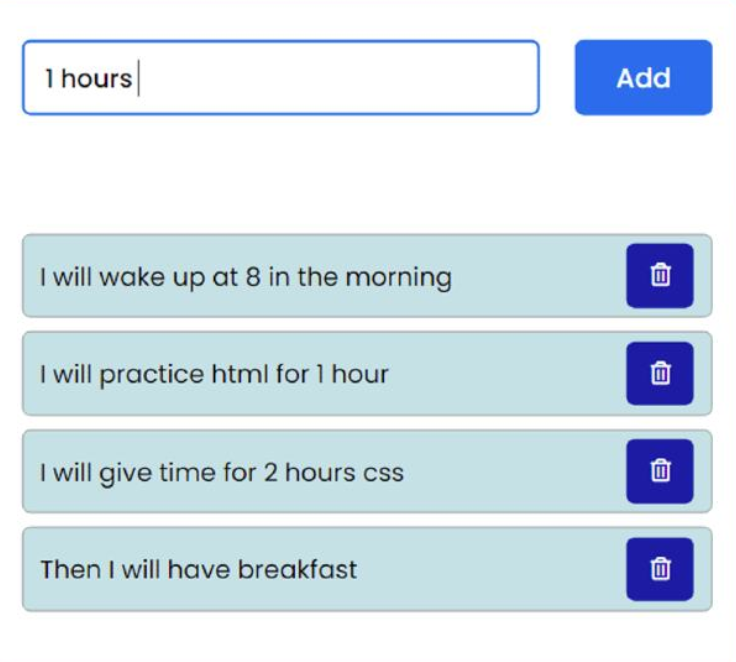 1 hours
Add
I will wake up at 8 in the morning
I will practice html for 1 hour
I will give time for 2 hours css
Then I will have breakfast